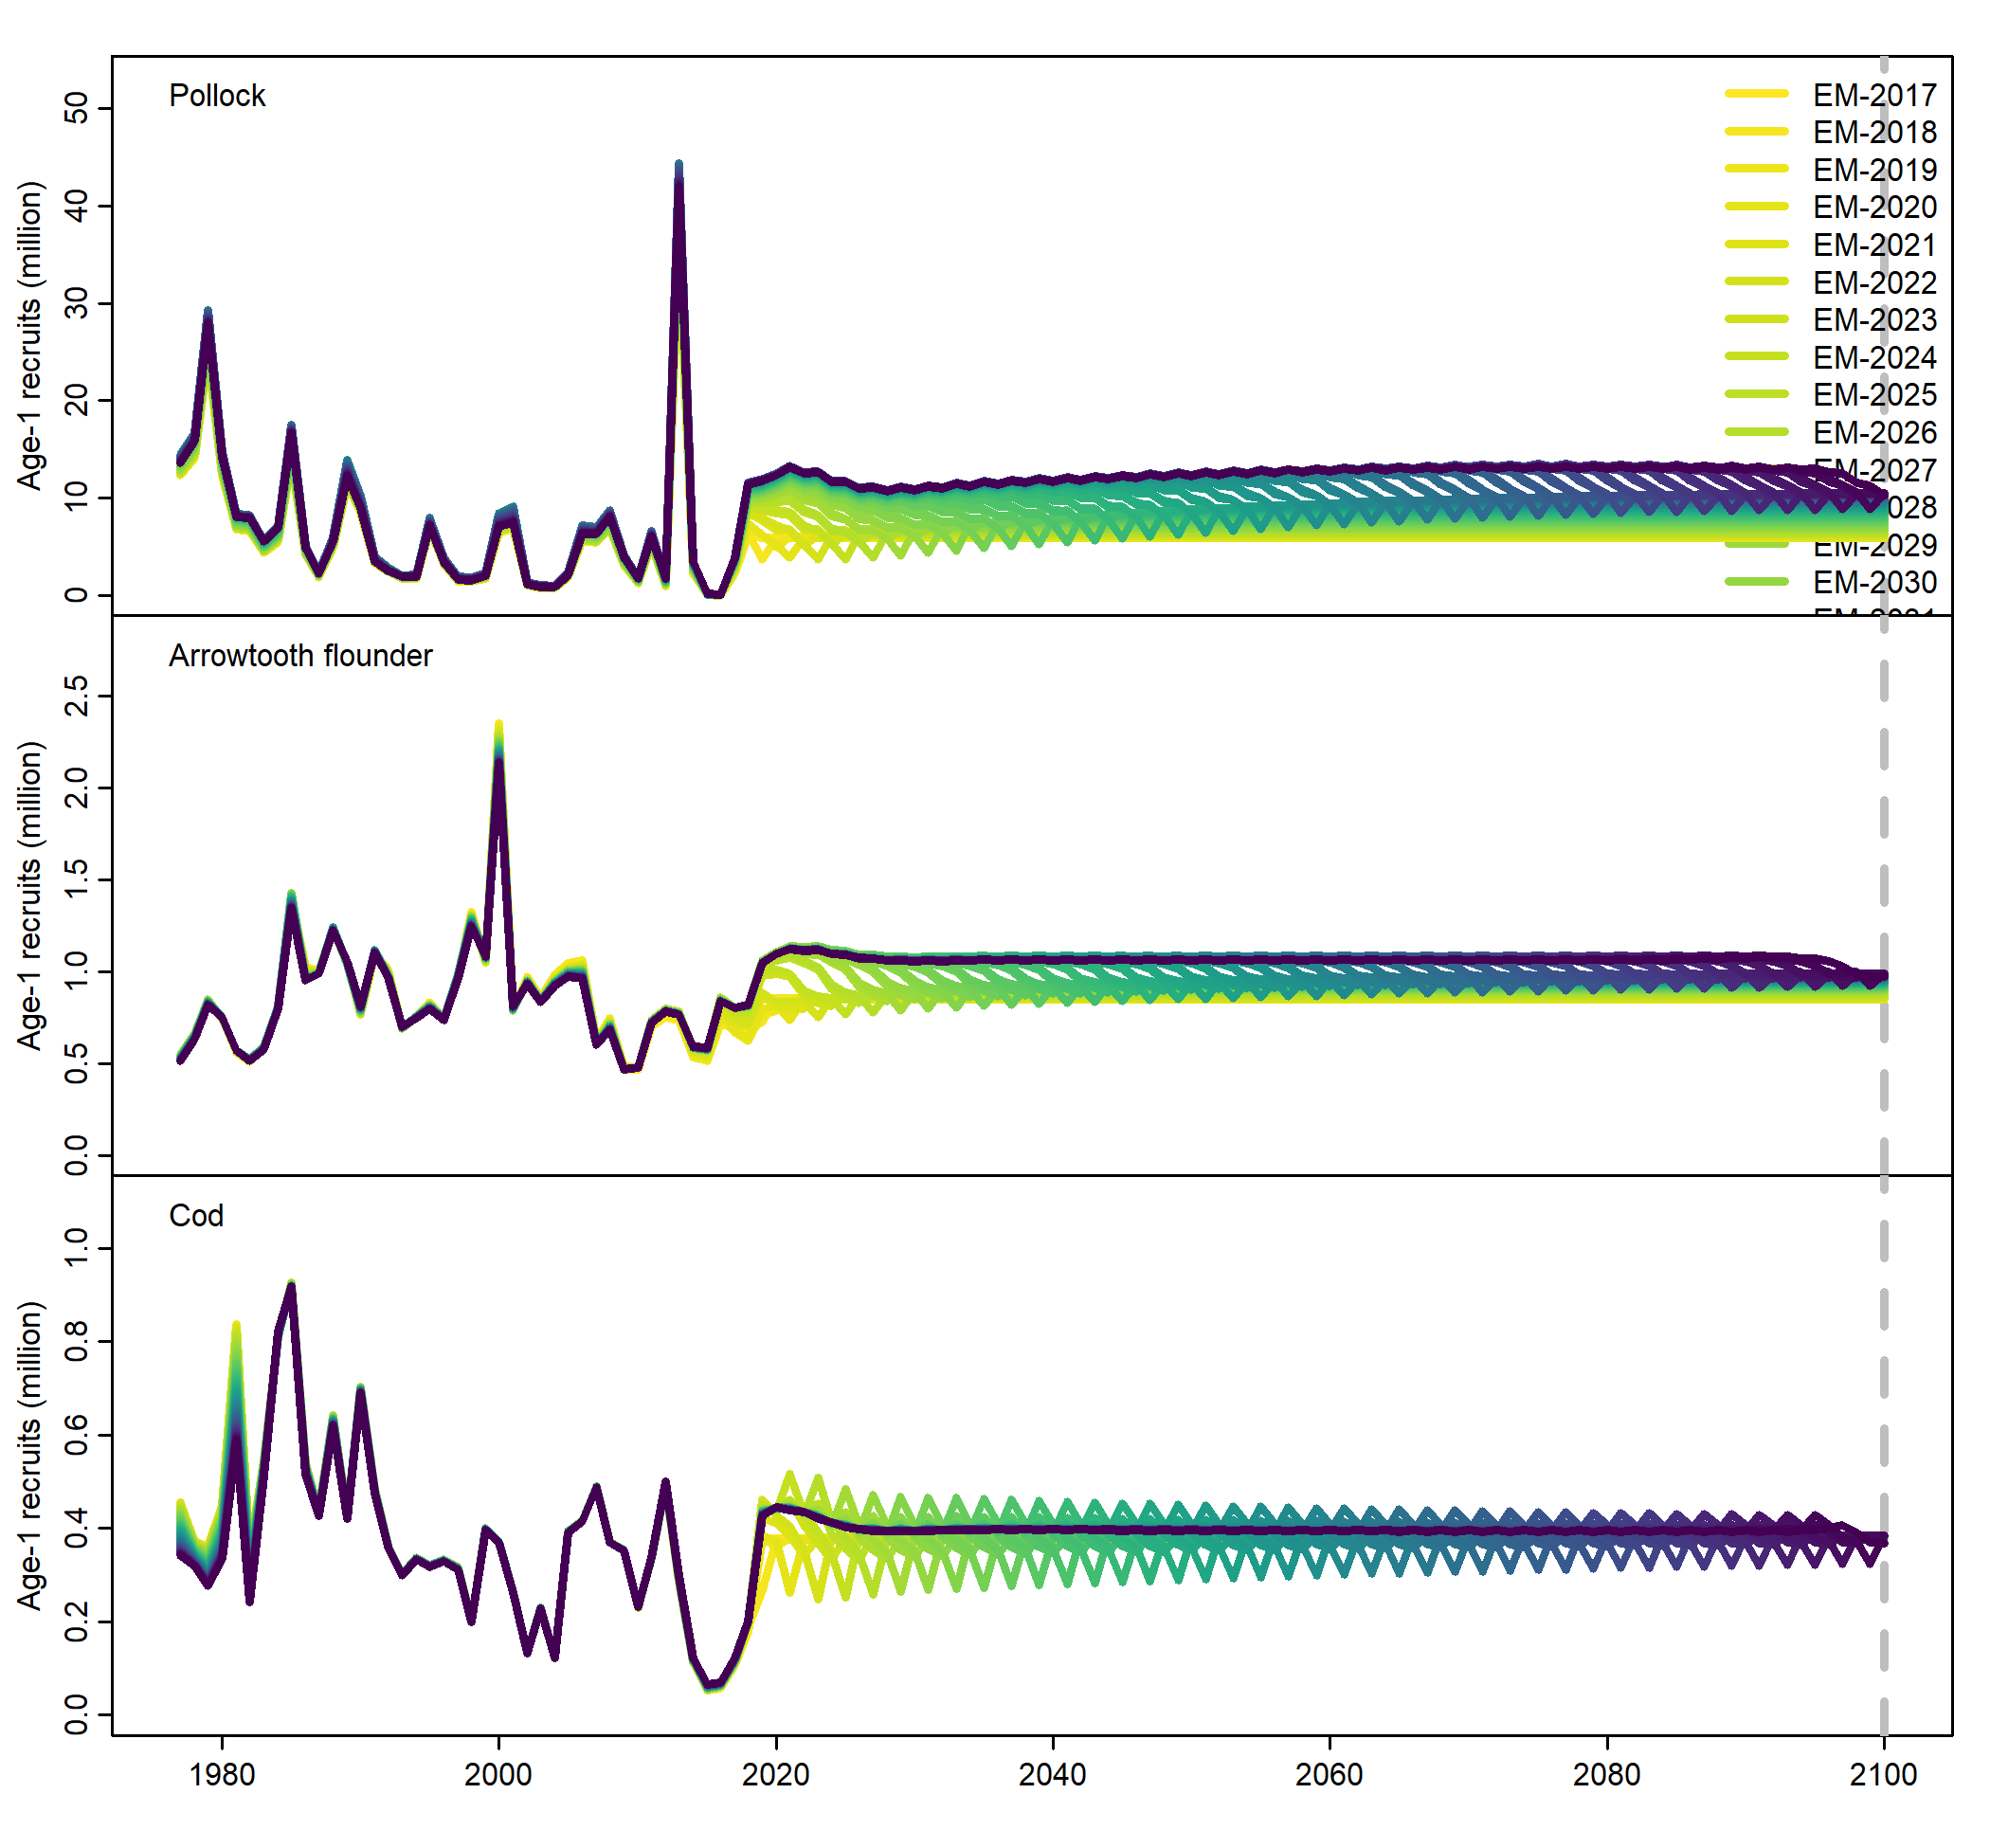 Pollock
Age-1 recruits (million)
50
40
30
20
10
0
EM-2017
EM-2018
EM-2019
EM-2020
EM-2021
EM-2022
EM-2023
EM-2024
EM-2025
EM-2026
EM-2027
028
EM-2029
EM-2030
Arrowtooth flounder
Age-1 recruits (million)
2.5
2.0
1.5
1.0
0.5
0.0
Cod
Age-1 recruits (million)
1.0
0.8
0.6
0.4
0.2
0.0
1980 2000 2020 2040 2060 2080 2100